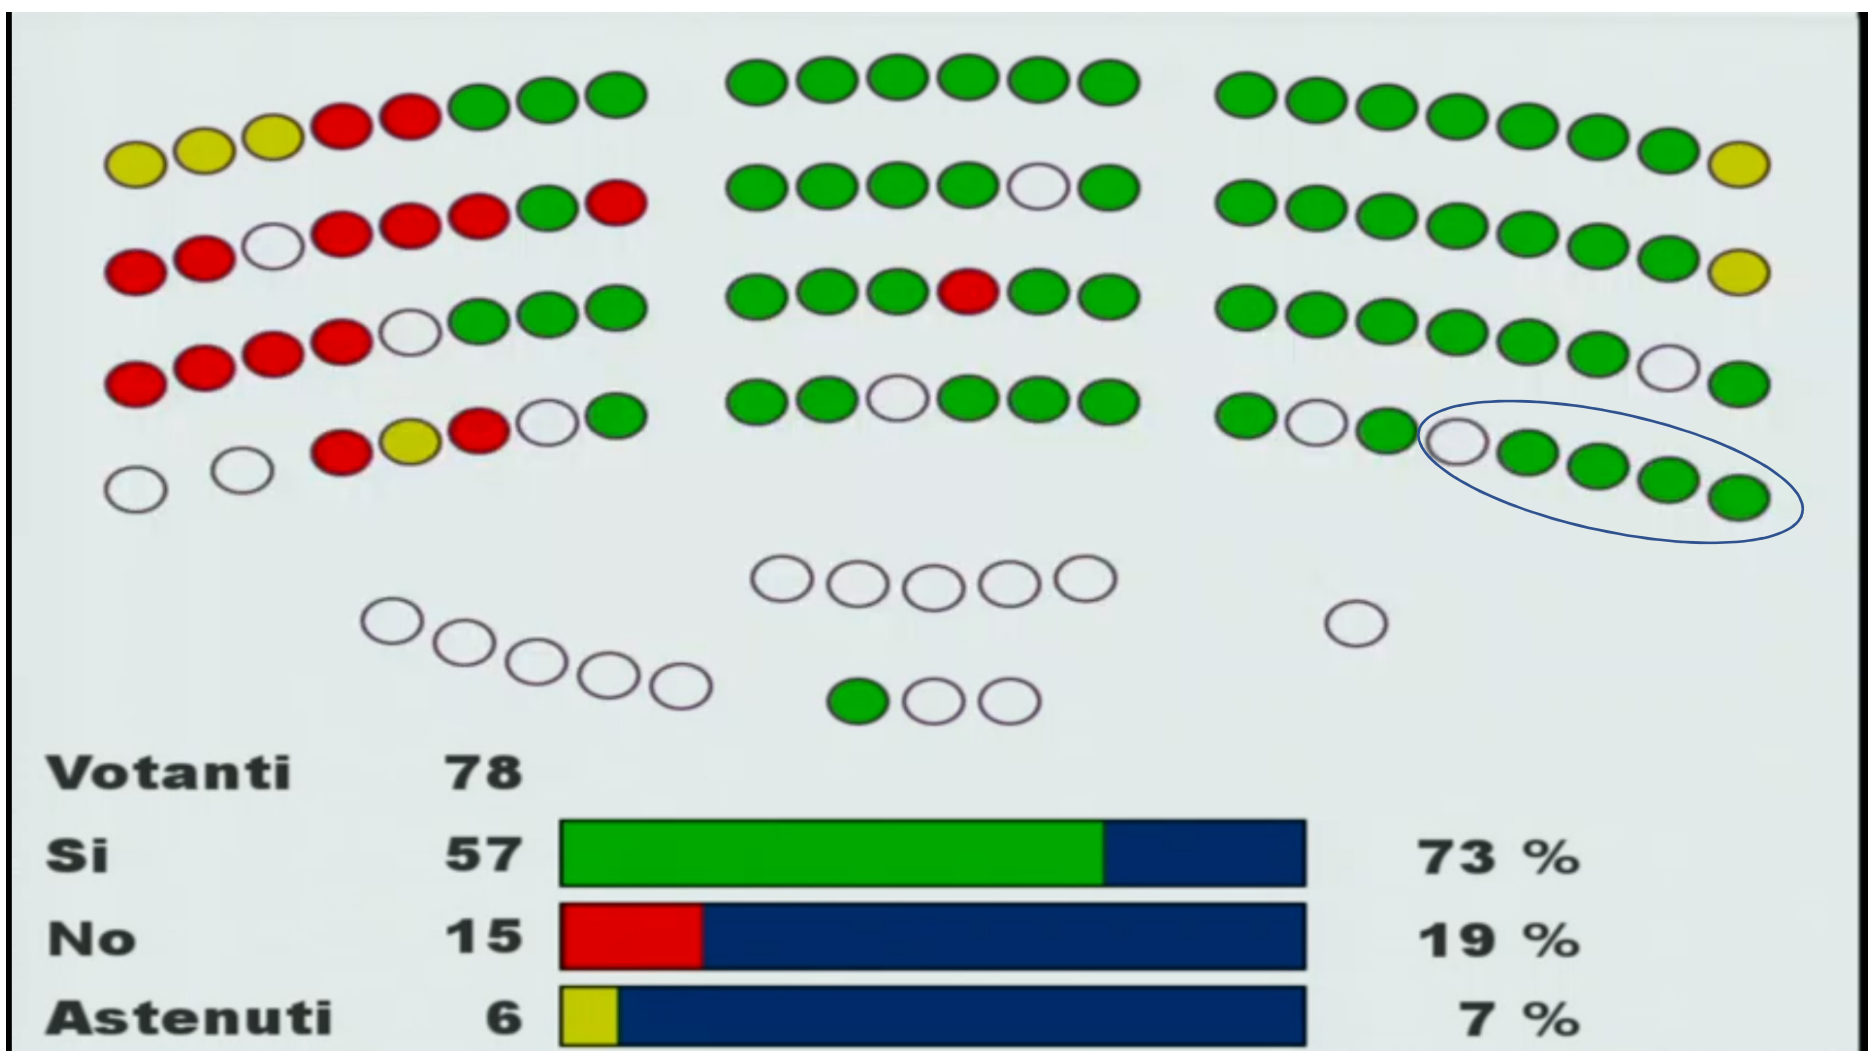 Votanti 78
Si 57 73 %
No 15 19 %
Astenuti 6 7 %